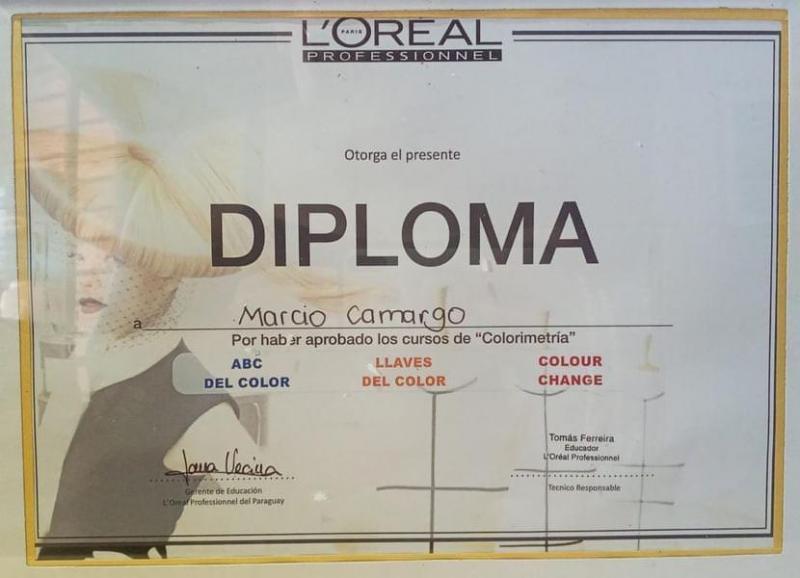 L'ORÉAL
PARIS
PROFESSIONNEL
Otorga el presente
DIPLOMA
a Marcio Camargo
Por haber aprobado los cursos de "Colorimetría"
ABC
DEL COLOR
LLAVES
DEL COLOR
COLOUR
CHANGE
Gerente de Educación
L'Oréal Professionnel del Paraguay
Tomás Ferreira
Educador
L'Oréal Professionnel
Tecnico Responsable